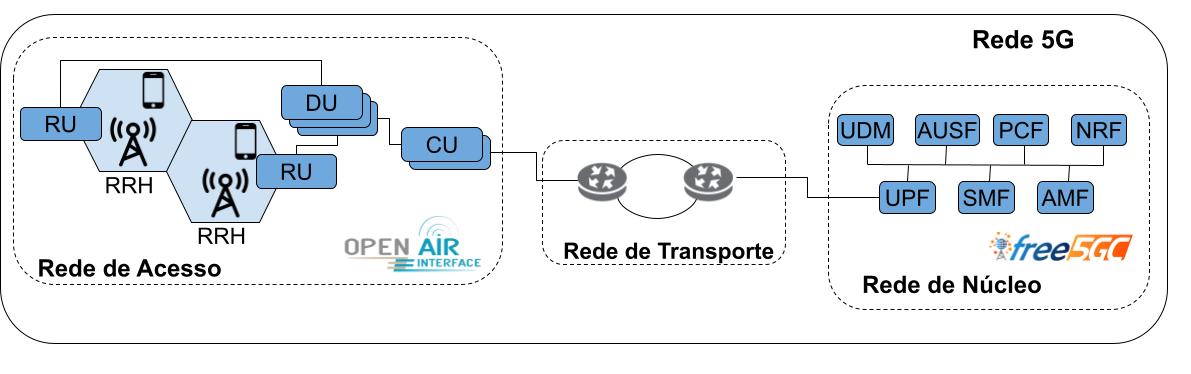 Rede 5G
RU
RRH
RRH
RU
DU
CU
OPEN AIR
INTERFACE
Rede de Acesso
Rede de Transporte
UDM
AUSF
PCF
NRF
UPF
SMF
AMF
free5GC
Rede de Núcleo